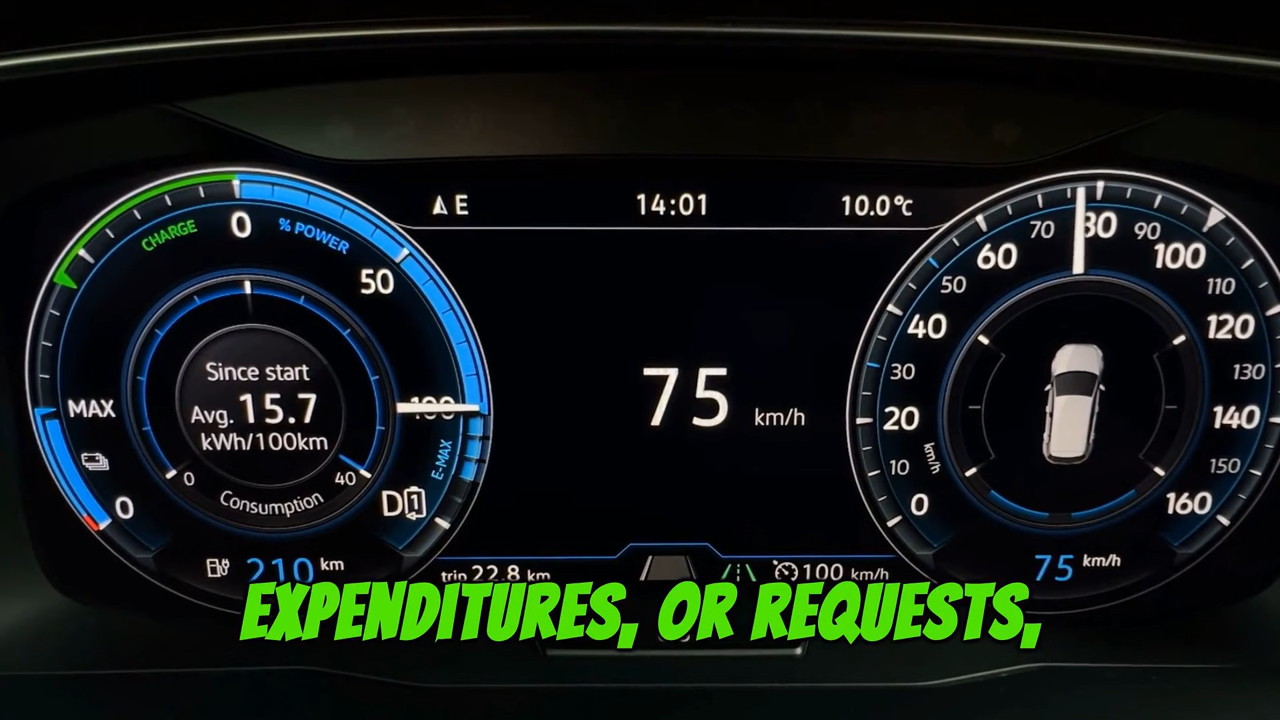 E
14:01
10.0°C
CHARGE
0
% POWER
50
100
E-MAX
MAX
0
Since start
Avg. 15.7
kWh/100km
0
40
Consumption
D 1
210 km
75 km/h
0
10
20
30
40
50
60
70
80
90
100
110
120
130
140
150
160
km/h
75 km/h
trip 22.8 km
100 km/h
EXPENDITURES, OR REQUESTS,